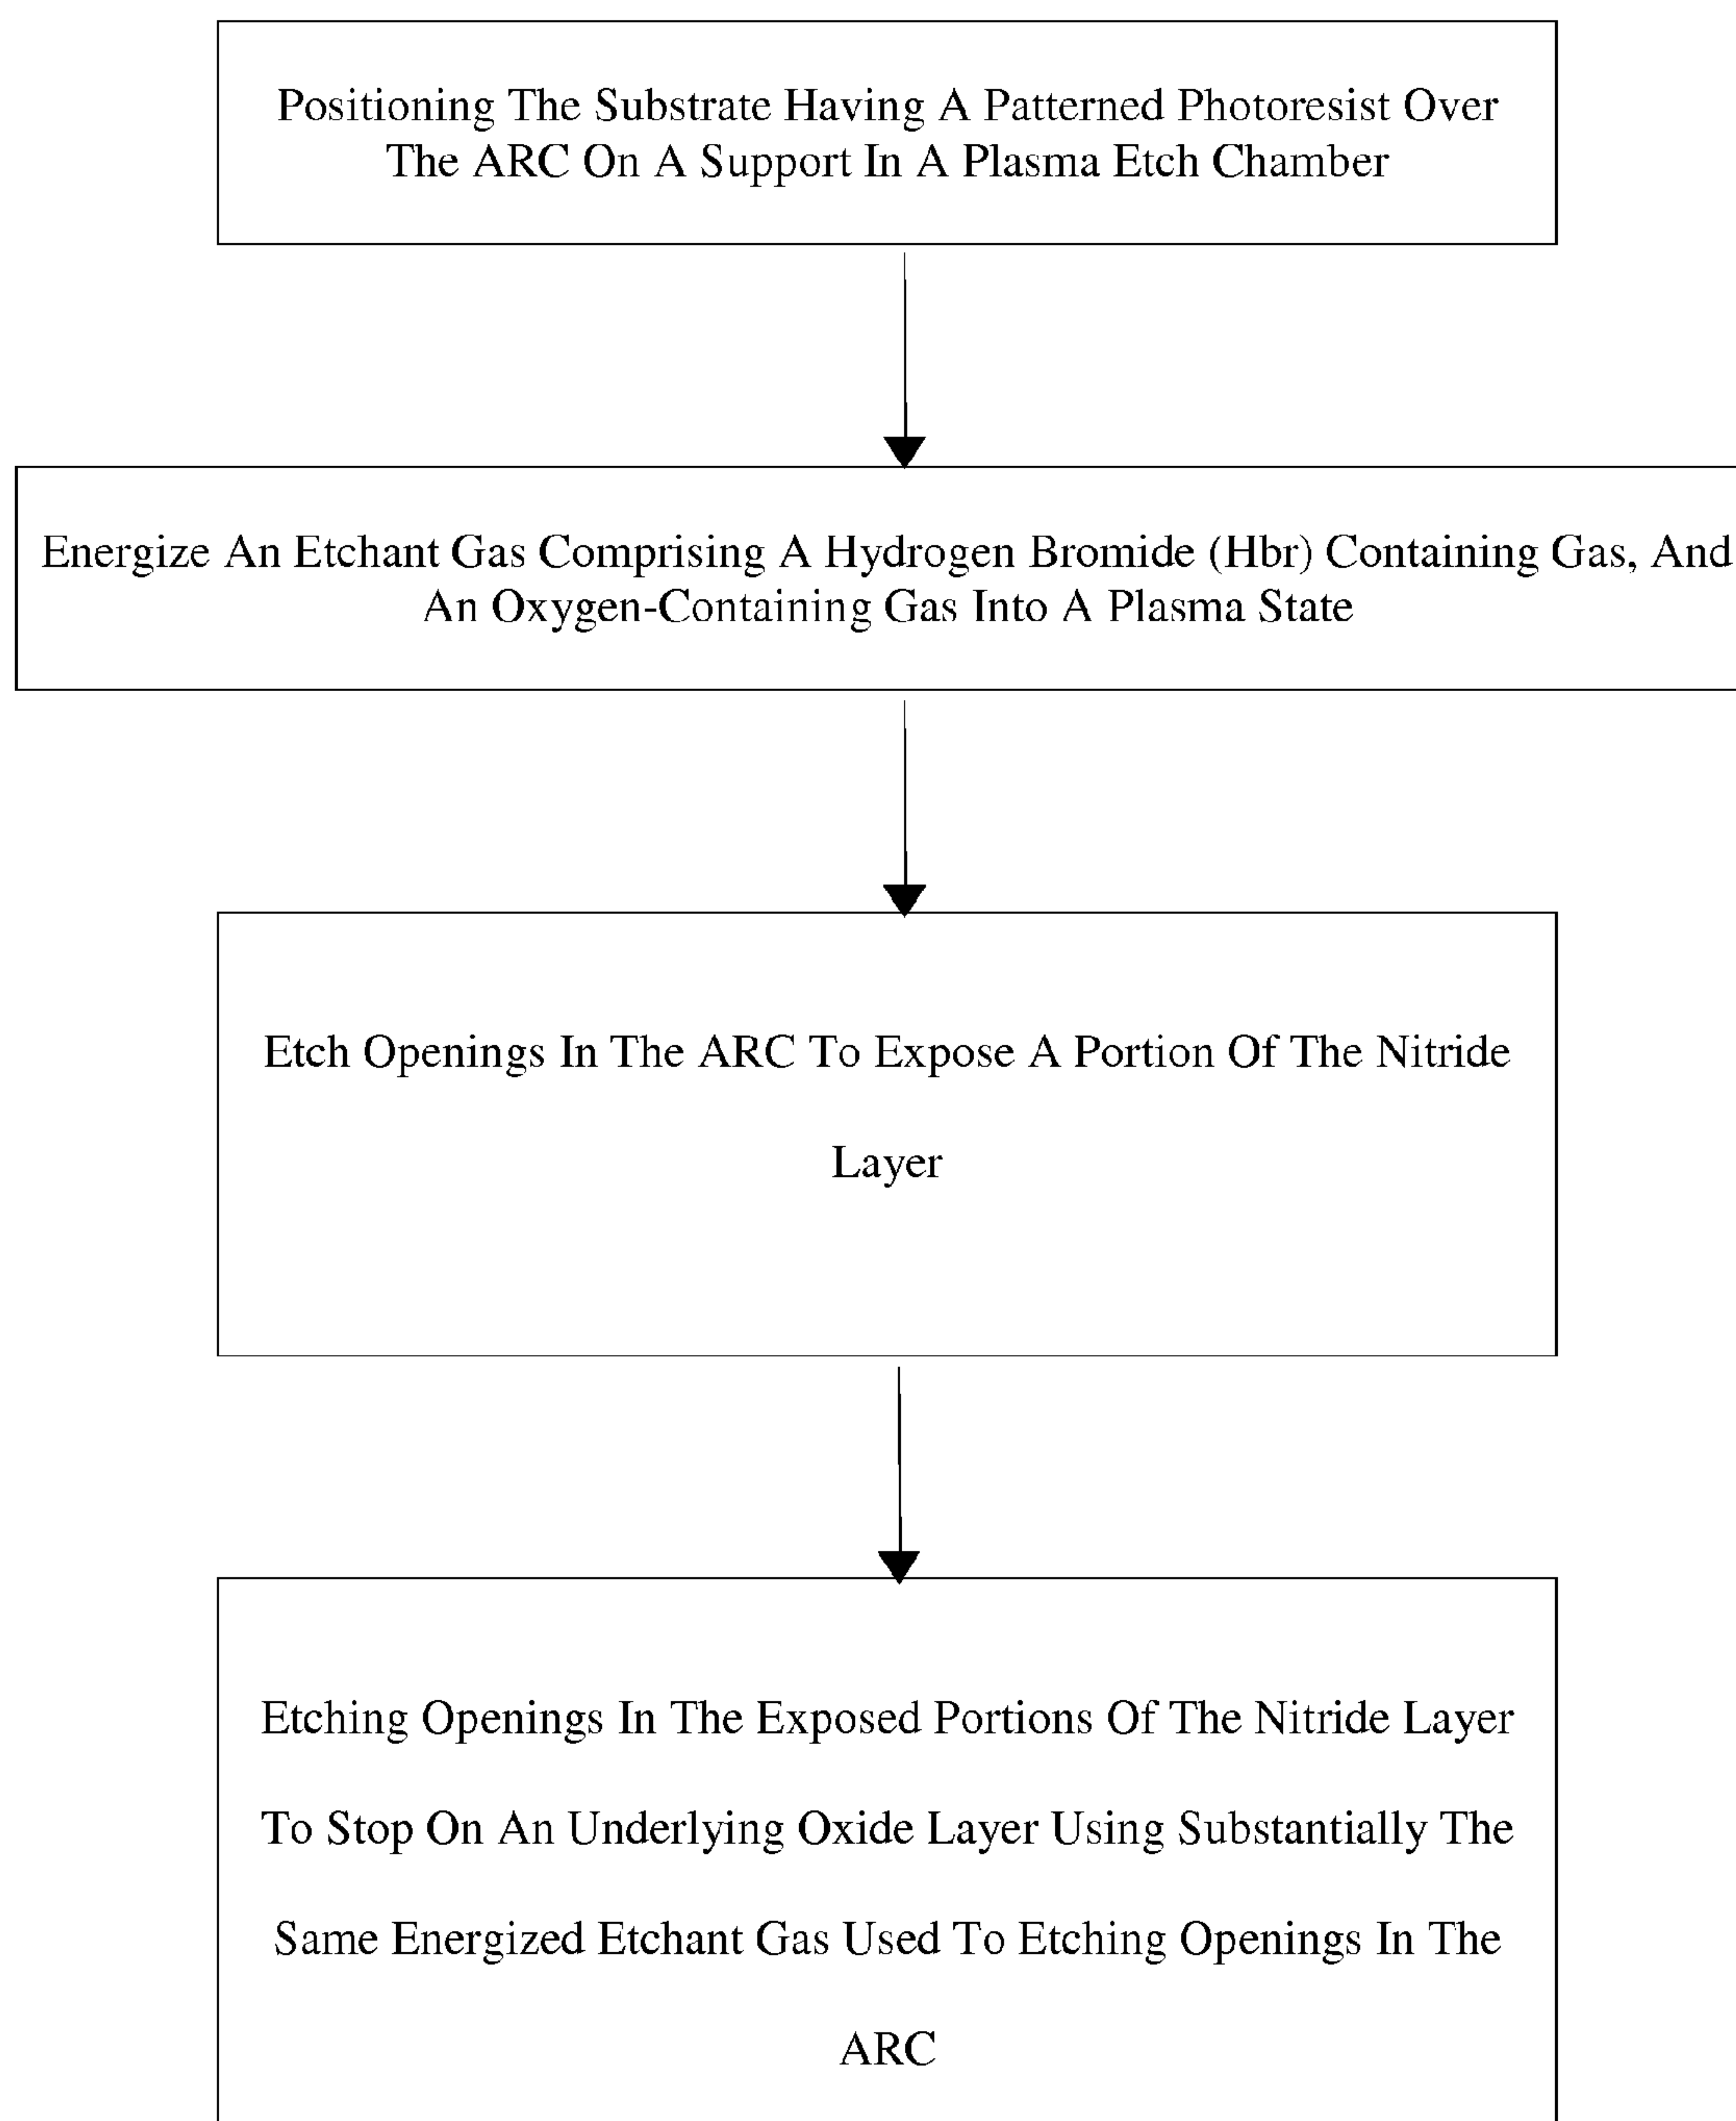 Positioning The Substrate Having A Patterned Photoresist Over
The ARC On A Support In A Plasma Etch Chamber
Energize An Etchant Gas Comprising A Hydrogen Bromide (Hbr) Containing Gas, And
An Oxygen-Containing Gas Into A Plasma State
Etch Openings In The ARC To Expose A Portion Of The Nitride
Layer
Etching Openings In The Exposed Portions Of The Nitride Layer
To Stop On An Underlying Oxide Layer Using Substantially The
Same Energized Etchant Gas Used To Etching Openings In The
ARC